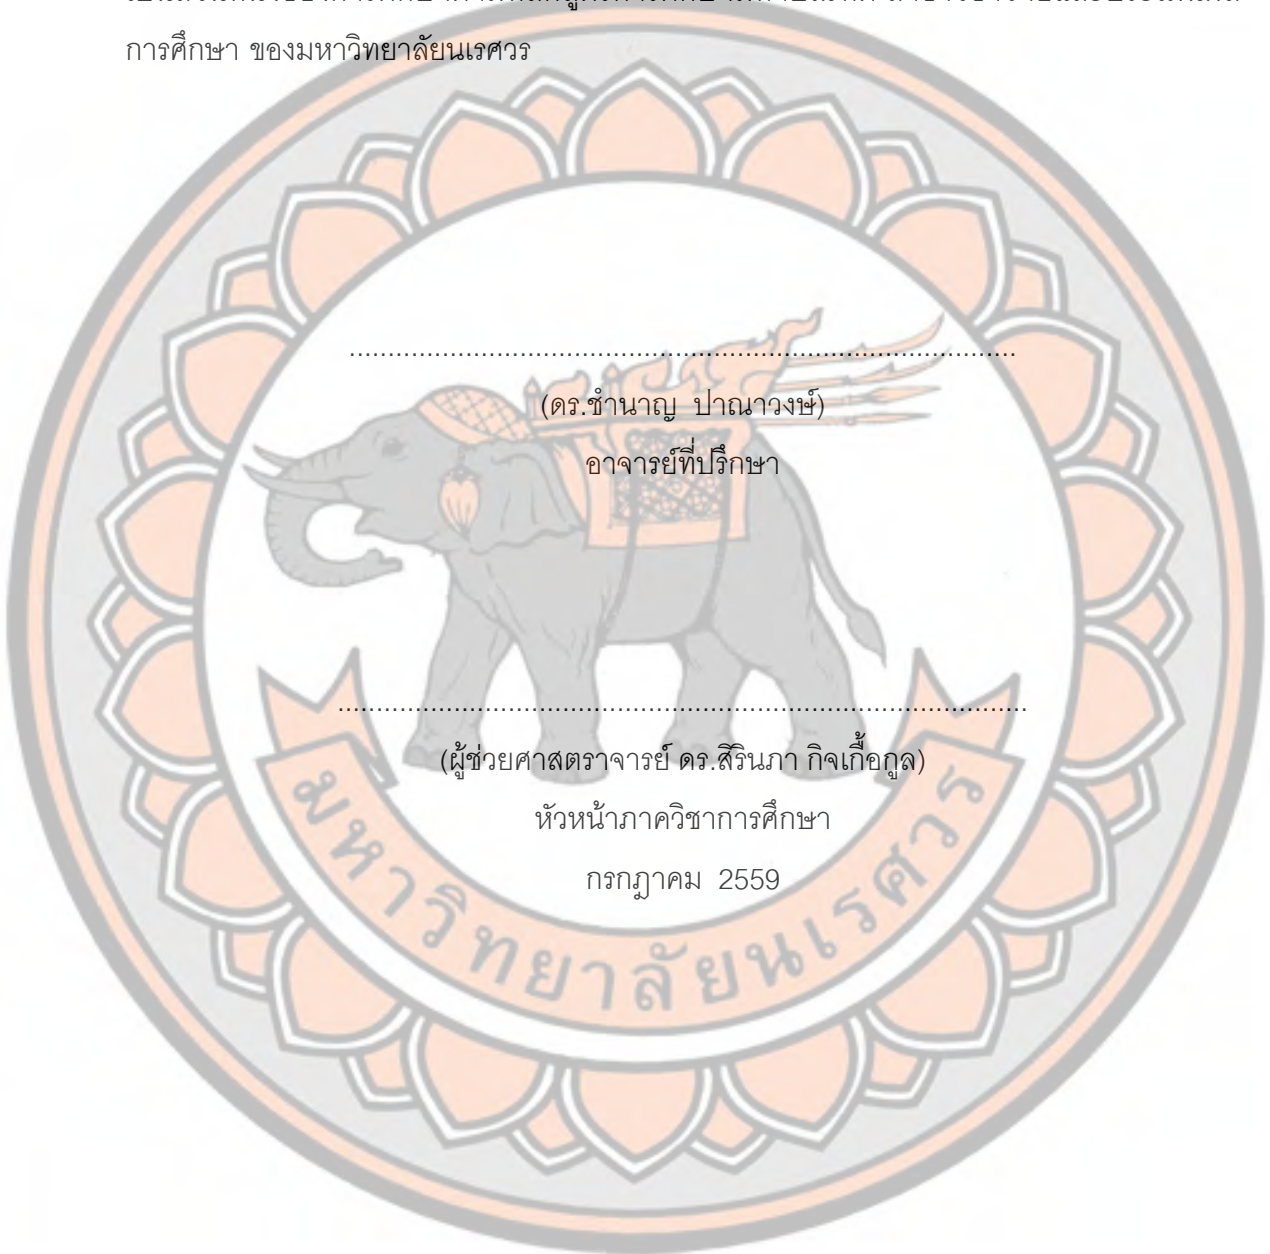 การศึกษา ของมหาวิทยาลัยนเรศวร
................................................................................
(ดร.ชำนาญ ปาณาวงษ์)
อาจารย์ที่ปรึกษา
................................................................................
(ผู้ช่วยศาสตราจารย์ ดร.สิรินภา กิจเกื้อกูล)
หัวหน้าภาควิชาการศึกษา
กรกฎาคม 2559
มหาวิทยาลัยนเรศวร